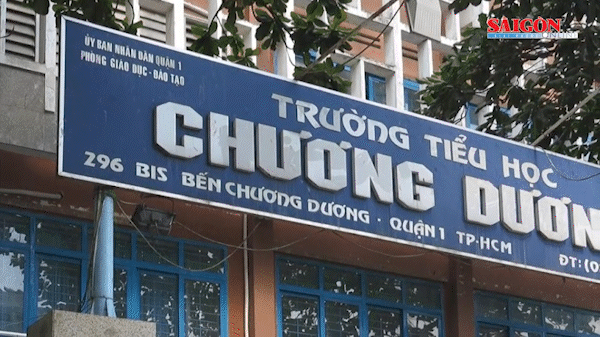 SAIGON
ỦY BAN NHÂN DÂN QUẬN 1
PHÒNG GIÁO DỤC - ĐÀO TẠO
TRƯỜNG TIỂU HỌC
CHƯƠNG DƯƠN
296 BIS BẾN CHƯƠNG DƯƠNG - QUẬN 1 TP-HCM
ĐT: (0